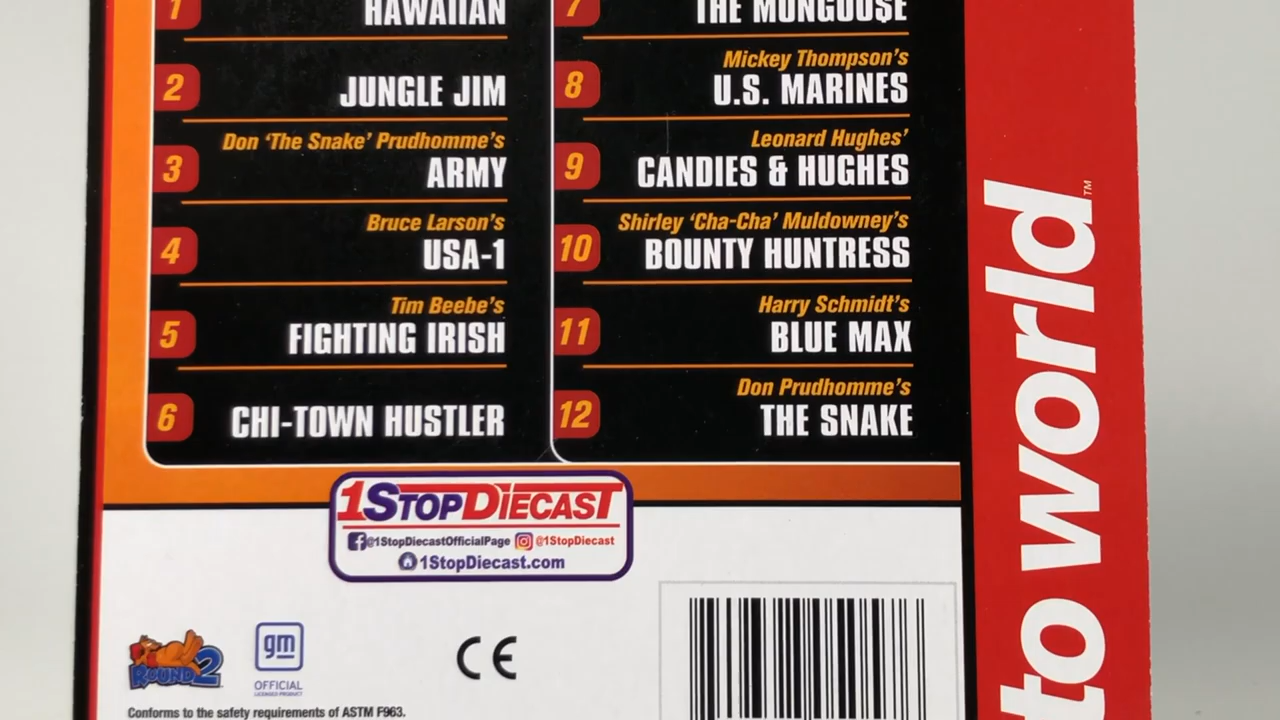 1
HAWAIIAN
2
JUNGLE JIM
3
Don 'The Snake' Prudhomme's
ARMY
4
Bruce Larson's
USA-1
5
Tim Beebe's
FIGHTING IRISH
6
CHI-TOWN HUSTLER
7
THE MONGOO$E
8
Mickey Thompson's
U.S. MARINES
9
Leonard Hughes'
CANDIES & HUGHES
10
Shirley 'Cha-Cha' Muldowney's
BOUNTY HUNTRESS
11
Harry Schmidt's
BLUE MAX
12
Don Prudhomme's
THE SNAKE
1STOPDIECAST
@1StopDiecastOfficialPage @1StopDiecast
1StopDiecast.com
ROUND 2
gm
OFFICIAL
LICENSED PRODUCT
CE
Conforms to the safety requirements of ASTM F963.
to world™